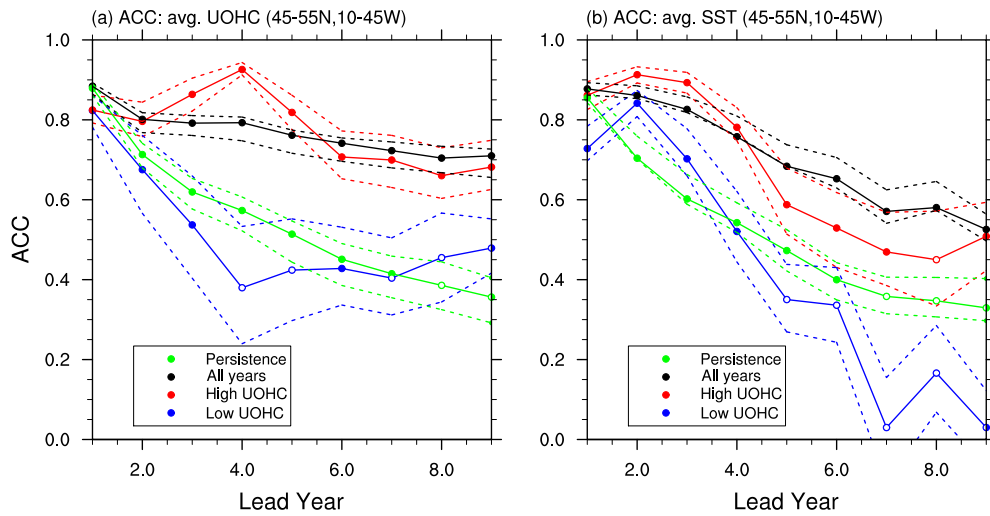 (a) ACC: avg. UOHC (45-55N,10-45W)
1.0
0.8
0.6
0.4
0.2
0.0
ACC
Persistence
All years
High UOHC
Low UOHC
2.0 4.0 6.0 8.0
Lead Year
(b) ACC: avg. SST (45-55N,10-45W)
1.0
0.8
0.6
0.4
0.2
0.0
Persistence
All years
High UOHC
Low UOHC
2.0 4.0 6.0 8.0
Lead Year